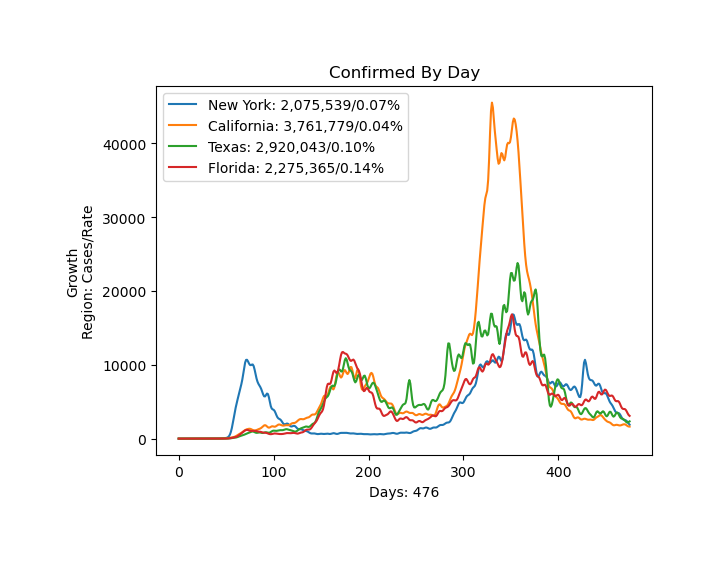 Confirmed By Day
New York: 2,075,539/0.07%
California: 3,761,779/0.04%
Texas: 2,920,043/0.10%
Florida: 2,275,365/0.14%
Growth
Region: Cases/Rate
40000
30000
20000
10000
0
0 100 200 300 400
Days: 476